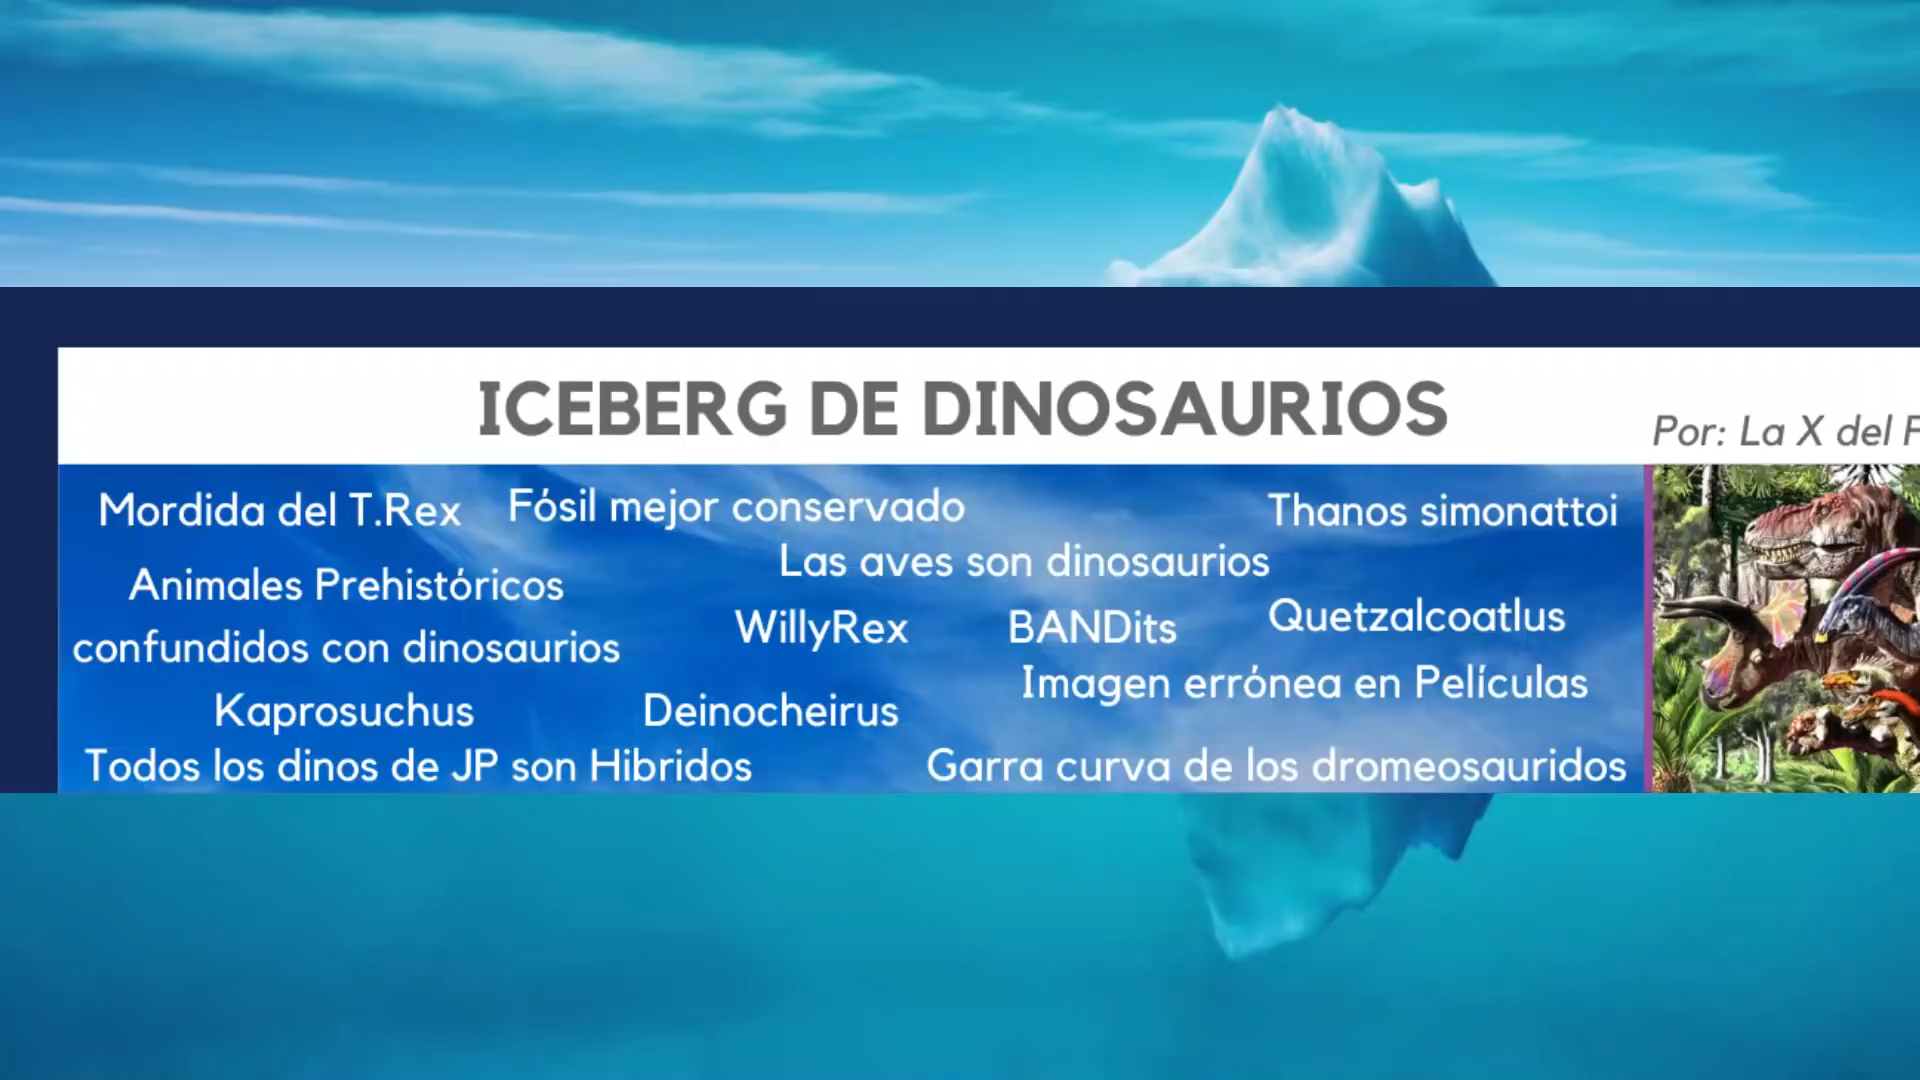 ICEBERG DE DINOSAURIOS
Por: La X del F
Mordida del T.Rex
Fósil mejor conservado
Thanos simonattoi
Las aves son dinosaurios
Animales Prehistóricos
confundidos con dinosaurios
WillyRex
BANDits
Quetzalcoatlus
Imagen errónea en Películas
Kaprosuchus
Deinocheirus
Todos los dinos de JP son Hibridos
Garra curva de los dromeosauridos